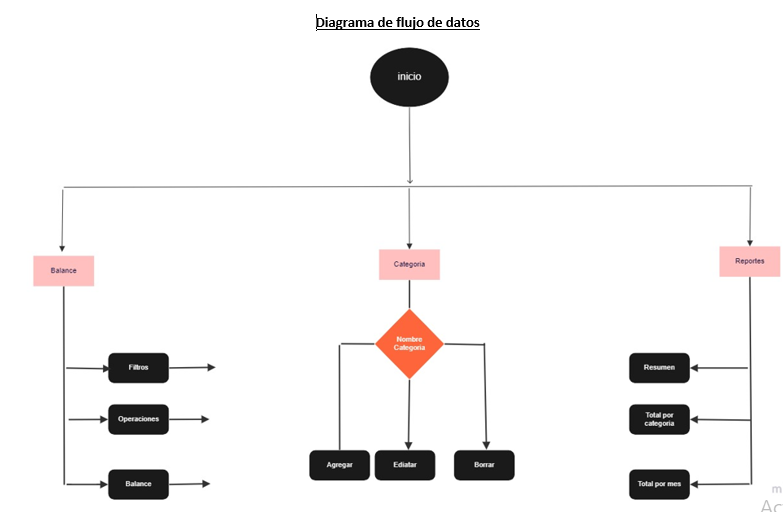 Diagrama de flujo de datos
inicio
Balance
Categoria
Reportes
Nombre
Categoria
Filtros
Operaciones
Balance
Agregar
Ediatar
Borrar
Resumen
Total por
categoria
Total por mes
m
Ac